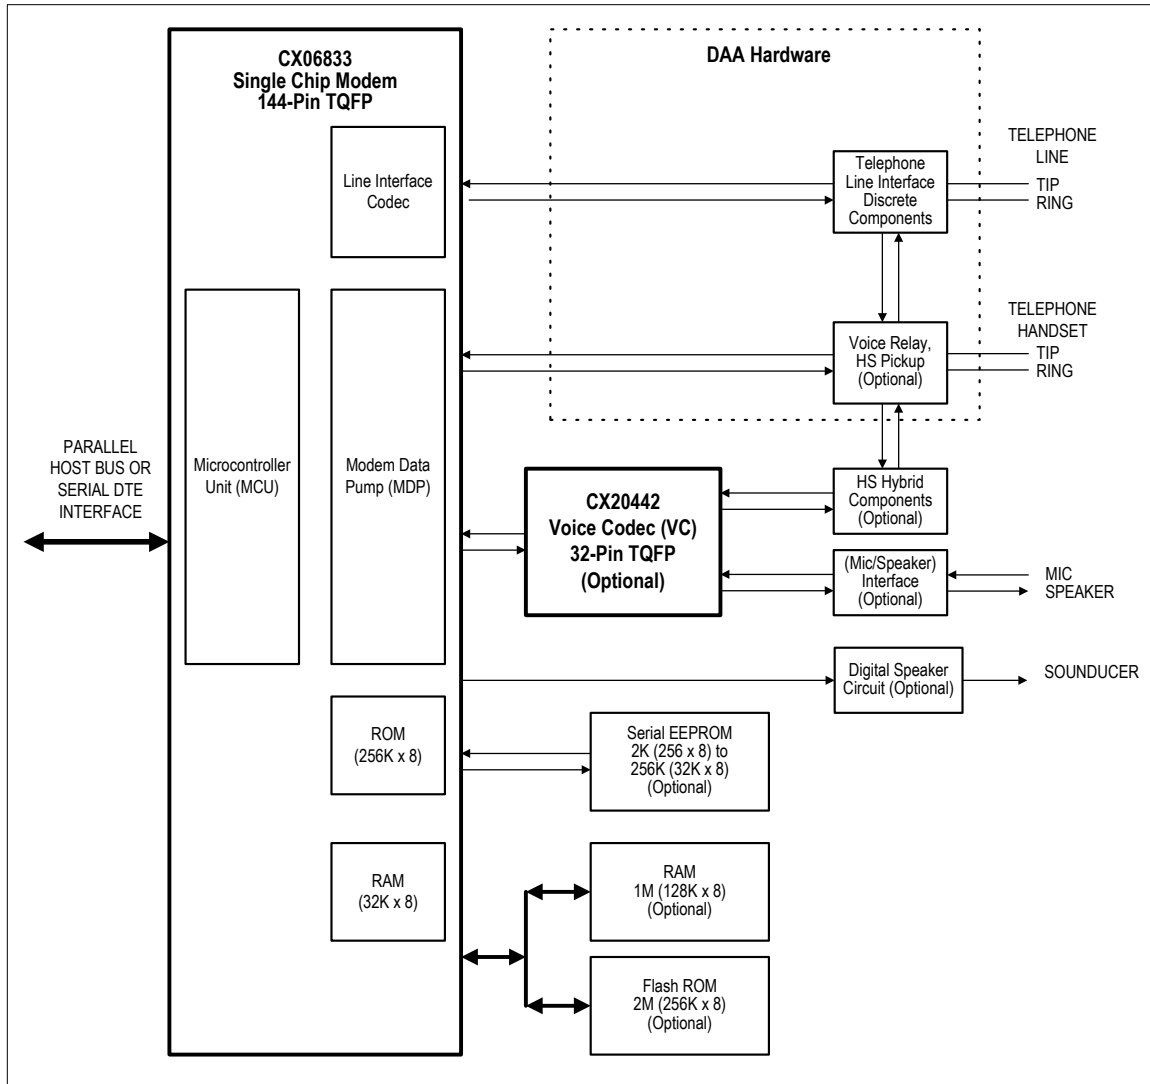 CX06833
Single Chip Modem
144-Pin TQFP
DAA Hardware
Line Interface
Codec
Telephone
Line Interface
Discrete
Components
TELEPHONE
LINE
TIP
RING
Microcontroller
Unit (MCU)
Modem Data
Pump (MDP)
Voice Relay,
HS Pickup
(Optional)
TELEPHONE
HANDSET
TIP
RING
PARALLEL
HOST BUS OR
SERIAL DTE
INTERFACE
CX20442
Voice Codec (VC)
32-Pin TQFP
(Optional)
HS Hybrid
Components
(Optional)
(Mic/Speaker)
Interface
(Optional)
MIC
SPEAKER
Digital Speaker
Circuit (Optional)
SOUNDUCER
ROM
(256K x 8)
Serial EEPROM
2K (256 x 8) to
256K (32K x 8)
(Optional)
RAM
(32K x 8)
RAM
1M (128K x 8)
(Optional)
Flash ROM
2M (256K x 8)
(Optional)